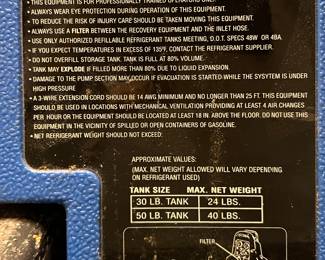 • THIS EQUIPMENT IS FOR PROFESSIONALLY TRAINED OPERATORS ONLY.
• ALWAYS WEAR EYE PROTECTION DURING OPERATION OF THIS EQUIPMENT.
• TO REDUCE THE RISK OF INJURY CARE SHOULD BE TAKEN MOVING THIS EQUIPMENT.
• ALWAYS USE A FILTER BETWEEN THE RECOVERY EQUIPMENT AND THE INLET HOSE.
• USE ONLY AUTHORIZED REFILLABLE REFRIGERANT TANKS MEETING, D.O.T. SPECS 48W OR 4BA.
• IF YOU EXPECT TEMPERATURES IN EXCESS OF 135°F, CONTACT THE REFRIGERANT SUPPLIER.
• DO NOT OVERFILL STORAGE TANK. TANK IS FULL AT 80% VOLUME.
• TANK MAY EXPLODE IF FILLED MORE THAN 80% DUE TO LIQUID EXPANSION.
• DAMAGE TO THE PUMP SECTION MAY OCCUR IF EVACUATION IS STARTED WHILE THE SYSYTEM IS UNDER
HIGH PRESSURE
• A 3-WIRE EXTENSION CORD SHOULD BE 14 AWG MINIMUM AND NO LONGER THAN 25 FT. THIS EQUIPMENT
SHOULD BE USED IN LOCATIONS WITH MECHANICAL VENTILATION PROVIDING AT LEAST 4 AIR CHANGES
PER HOUR OR THE EQUIPMENT SHOULD BE LOCATED AT LEAST 18 IN ABOVE THE FLOOR. DO NOT USE THIS
EQUIPMENT IN THE VICINITY OF SPILLED OR OPEN CONTAINERS OF GASOLINE.
• NET REFRIGERANT WEIGHT SHOULD NOT EXCEED:
APPROXIMATE VALUES:
(MAX. NET WEIGHT ALLOWED WILL VARY DEPENDING
ON REFRIGERANT USED)
TANK SIZE MAX. NET WEIGHT
30 LB. TANK 24 LBS.
50 LB. TANK 40 LBS.
FILTER